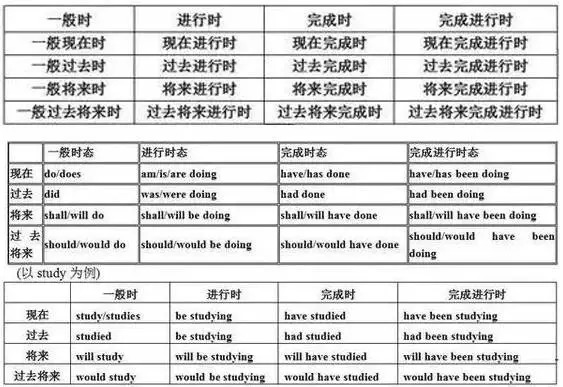 一般时 进行时 完成时 完成进行时
一般现在时 现在进行时 现在完成时 现在完成进行时
一般过去时 过去进行时 过去完成时 过去完成进行时
一般将来时 将来进行时 将来完成时 将来完成进行时
一般过去将来时 过去将来进行时 过去将来完成时 过去将来完成进行时
一般时态 进行时态 完成时态 完成进行时态
现在 do/does am/is/are doing have/has done have/has been doing
过去 did was/were doing had done had been doing
将来 shall/will do shall/will be doing shall/will have done shall/will have been doing
过去将来 should/would do should/would be doing should/would have done should/would have been doing
(以 study 为例)
一般时 进行时 完成时 完成进行时
现在 study/studies be studying have studied have been studying
过去 studied be studying had studied had been studying
将来 will study will be studying will have studied will have been studying
过去将来 would study would be studying would have studied would have been studying